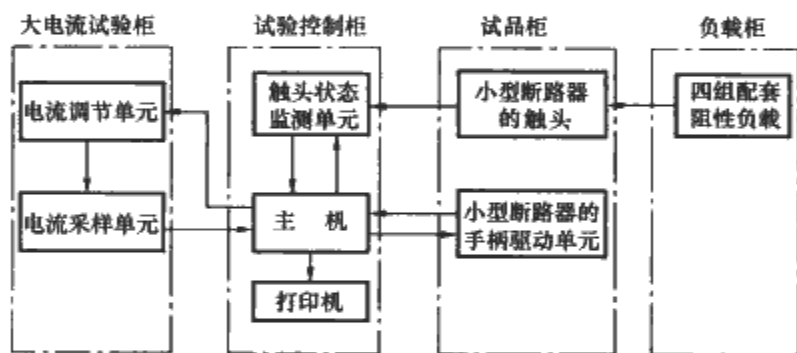 大电流试验柜
试验控制柜
试品柜
负载柜
电流调节单元
触头状态
监测单元
小型断路器
的触头
四组配套
阻性负载
电流采样单元
主 机
小型断路器的
手柄驱动单元
打印机